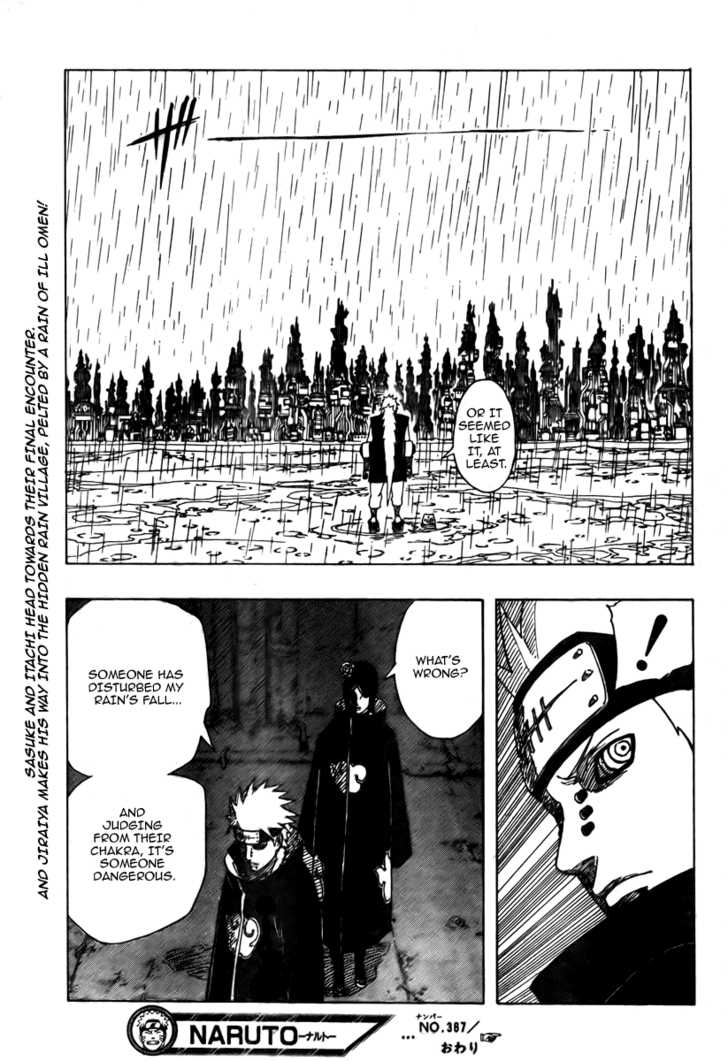 SASUKE AND ITACHI HEAD TOWARDS THEIR FINAL ENCOUNTER.
AND JIRAIYA MAKES HIS WAY INTO THE HIDDEN RAIN VILLAGE, PELTED BY A RAIN OF ILL OMEN!
OR IT
SEEMED
LIKE
IT, AT
LEAST.
!
WHAT'S
WRONG?
SOMEONE HAS
DISTURBED MY
RAIN'S FALL...
AND
JUDGING
FROM THEIR
CHAKRA, IT'S
SOMEONE
DANGEROUS.
NARUTO—ナルト—
ナンバー
... NO.367/
おわり